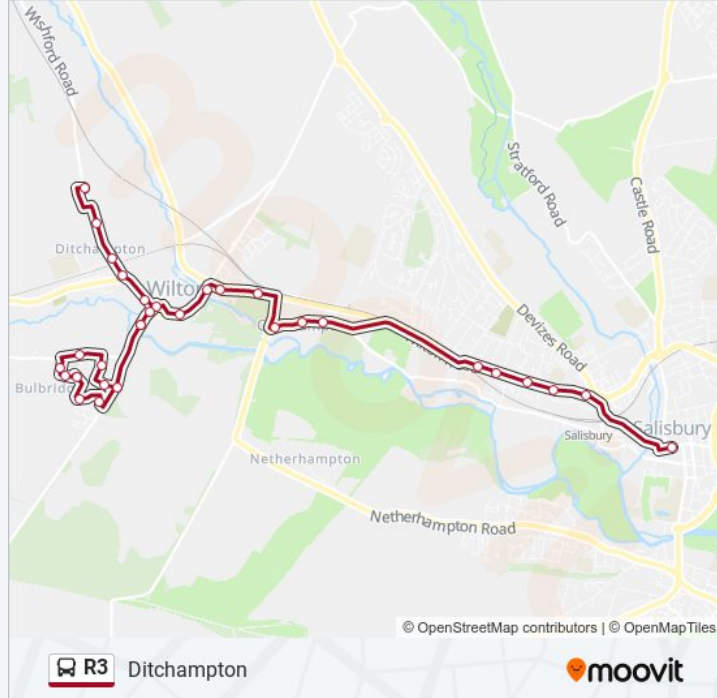 Wishford Road
Stratford Road
Castle Road
Ditchampton
Wilton
Devizes Road
Bulbridge
Salisbury
Salisbury
Netherhampton
Netherhampton Road
© OpenStreetMap contributors | © OpenMapTiles
R3 Ditchampton
moovit